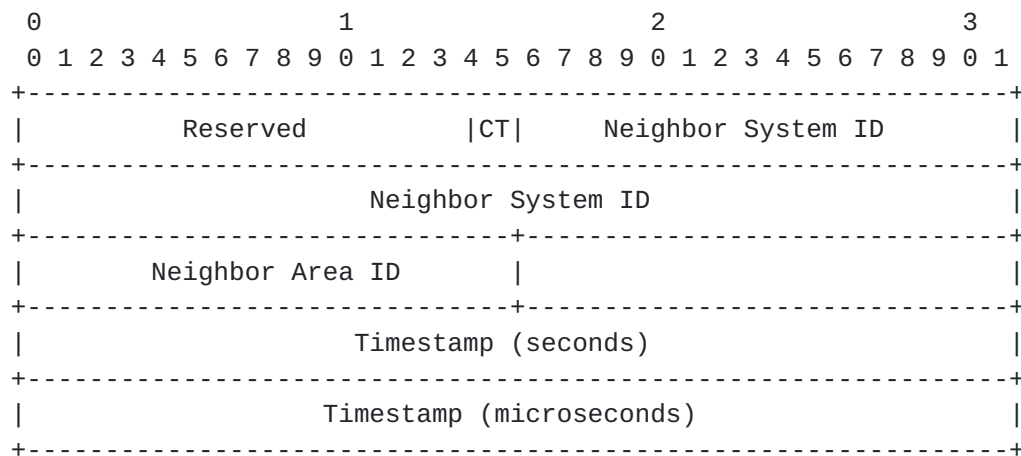 0                   1                   2                   3
 0 1 2 3 4 5 6 7 8 9 0 1 2 3 4 5 6 7 8 9 0 1 2 3 4 5 6 7 8 9 0 1
+---------------------------------------------------------------+
|          Reserved          |CT|     Neighbor System ID        |
+---------------------------------------------------------------+
|                      Neighbor System ID                       |
+-------------------------------+-------------------------------+
|        Neighbor Area ID       |                               |
+-------------------------------+-------------------------------+
|                     Timestamp (seconds)                       |
+---------------------------------------------------------------+
|                   Timestamp (microseconds)                    |
+---------------------------------------------------------------+